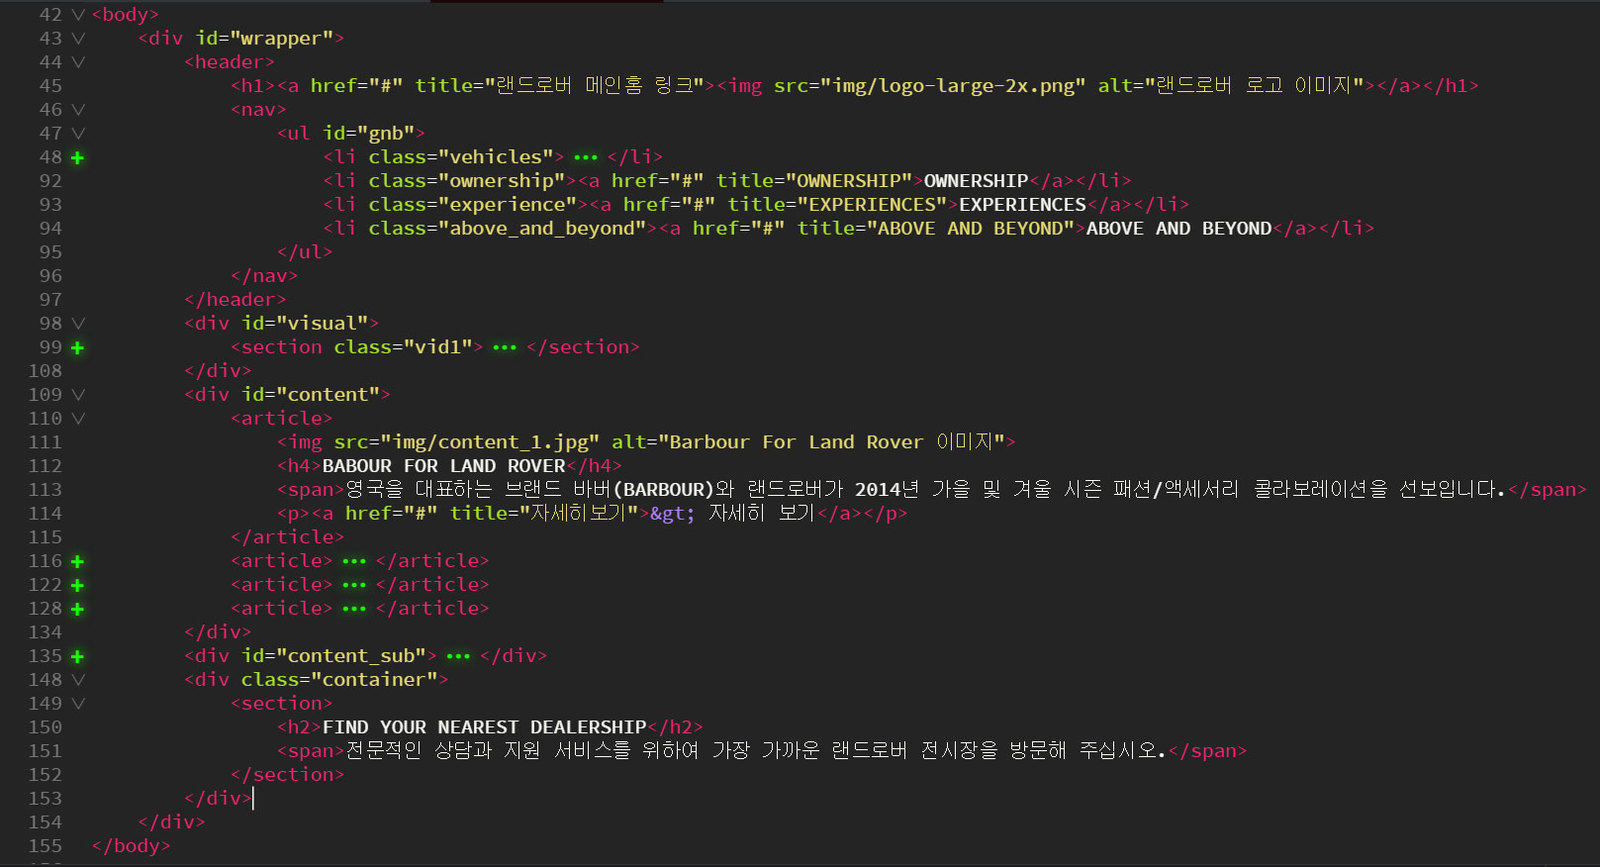 42 <body>
43 <div id="wrapper">
44 <header>
45 <h1><a href="#" title="랜드로버 메인홈 링크"><img src="img/logo-large-2x.png" alt="랜드로버 로고 이미지"></a></h1>
46 <nav>
47 <ul id="gnb">
48 <li class="vehicles"> ••• </li>
92 <li class="ownership"><a href="#" title="OWNERSHIP">OWNERSHIP</a></li>
93 <li class="experience"><a href="#" title="EXPERIENCES">EXPERIENCES</a></li>
94 <li class="above_and_beyond"><a href="#" title="ABOVE AND BEYOND">ABOVE AND BEYOND</a></li>
95 </ul>
96 </nav>
97 </header>
98 <div id="visual">
99 <section class="vid1"> ••• </section>
108 </div>
109 <div id="content">
110 <article>
111 <img src="img/content_1.jpg" alt="Barbour For Land Rover 이미지">
112 <h4>BABOUR FOR LAND ROVER</h4>
113 <span>영국을 대표하는 브랜드 바버(BARBOUR)와 랜드로버가 2014년 가을 및 겨울 시즌 패션/액세서리 콜라보레이션을 선보입니다.</span>
114 <p><a href="#" title="자세히보기">&gt; 자세히 보기</a></p>
115 </article>
116 <article> ••• </article>
122 <article> ••• </article>
128 <article> ••• </article>
134 </div>
135 <div id="content_sub"> ••• </div>
148 <div class="container">
149 <section>
150 <h2>FIND YOUR NEAREST DEALERSHIP</h2>
151 <span>전문적인 상담과 지원 서비스를 위하여 가장 가까운 랜드로버 전시장을 방문해 주십시오.</span>
152 </section>
153 </div>
154 </div>
155 </body>